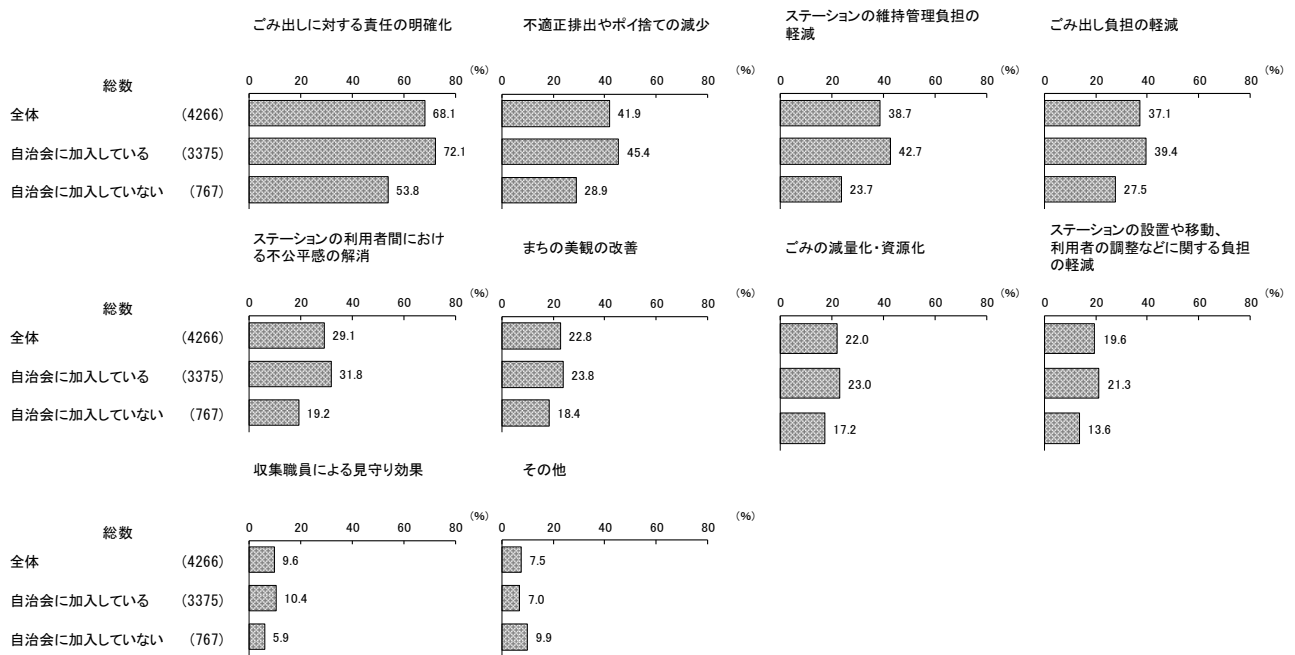 ごみ出しに対する責任の明確化
不適正排出やポイ捨ての減少
ステーションの維持管理負担の
軽減
ごみ出し負担の軽減
総数
0 20 40 60 80 (%)
0 20 40 60 80 (%)
0 20 40 60 80 (%)
0 20 40 60 80 (%)
全体 (4266) 68.1 41.9 38.7 37.1
自治会に加入している (3375) 72.1 45.4 42.7 39.4
自治会に加入していない (767) 53.8 28.9 23.7 27.5
ステーションの利用者間におけ
る不公平感の解消
まちの美観の改善
ごみの減量化・資源化
ステーションの設置や移動、
利用者の調整などに関する負担
の軽減
総数
0 20 40 60 80 (%)
0 20 40 60 80 (%)
0 20 40 60 80 (%)
0 20 40 60 80 (%)
全体 (4266) 29.1 22.8 22.0 19.6
自治会に加入している (3375) 31.8 23.8 23.0 21.3
自治会に加入していない (767) 19.2 18.4 17.2 13.6
収集職員による見守り効果
その他
総数
0 20 40 60 80 (%)
0 20 40 60 80 (%)
全体 (4266) 9.6 7.5
自治会に加入している (3375) 10.4 7.0
自治会に加入していない (767) 5.9 9.9